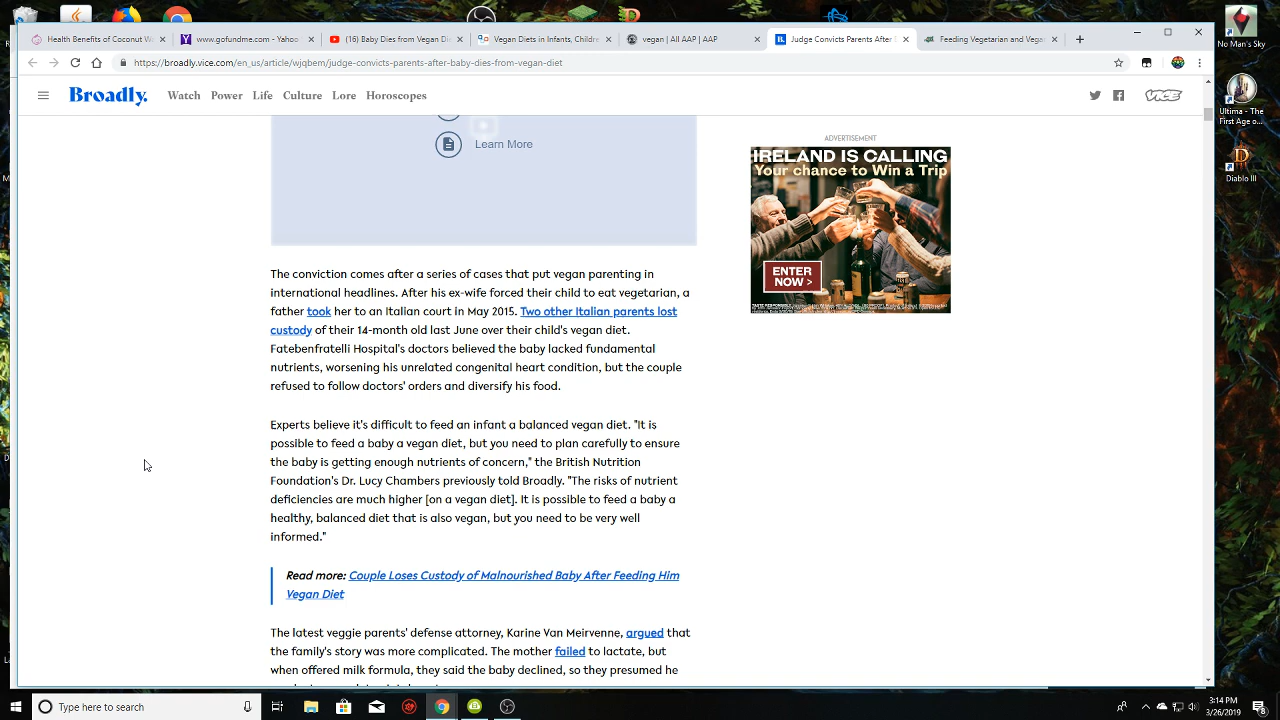 Health Benefits of Coconut Wa
www.gofundme.org - Yahoo
(16) Baby Dies from Vegan Die
Vegan Diets in Infants, Childre
vegan | All AAP | AAP
Judge Convicts Parents After B
Feeding Vegetarian and Vegan
https://broadly.vice.com/en_us/article/wjqbem/judge-convicts-parents-after-baby-dies-from-vegan-diet
Broadly.
Watch
Power
Life
Culture
Lore
Horoscopes
VICE
Learn More
ADVERTISEMENT
IRELAND IS CALLING
Your chance to Win a Trip
ENTER
NOW >
The conviction comes after a series of cases that put vegan parenting in
international headlines. After his ex-wife forced their child to eat vegetarian, a
father took her to an Italian court in May 2015. Two other Italian parents lost
custody of their 14-month old last June over their child's vegan diet.
Fatebenfratelli Hospital's doctors believed the baby lacked fundamental
nutrients, worsening his unrelated congenital heart condition, but the couple
refused to follow doctors' orders and diversify his food.
Experts believe it's difficult to feed an infant a balanced vegan diet. "It is
possible to feed a baby a vegan diet, but you need to plan carefully to ensure
the baby is getting enough nutrients of concern," the British Nutrition
Foundation's Dr. Lucy Chambers previously told Broadly. "The risks of nutrient
deficiencies are much higher [on a vegan diet]. It is possible to feed a baby a
healthy, balanced diet that is also vegan, but you need to be very well
informed."
Read more: Couple Loses Custody of Malnourished Baby After Feeding Him
Vegan Diet
The latest veggie parents' defense attorney, Karine Van Meirvenne, argued that
the family's story was more complicated. The mother failed to lactate, but
when offered milk formula, they said the baby declined, so they presumed he
No Man's Sky
Ultima - The
First Age o...
Diablo III
Type here to search
3:14 PM
3/26/2019
8